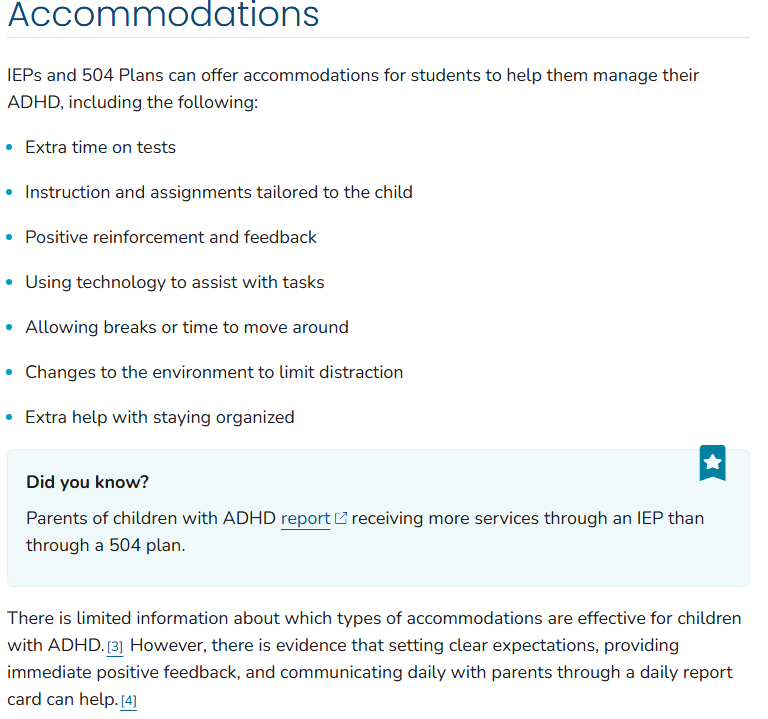 Accommodations
IEPs and 504 Plans can offer accommodations for students to help them manage their
ADHD, including the following:
Extra time on tests
Instruction and assignments tailored to the child
Positive reinforcement and feedback
Using technology to assist with tasks
Allowing breaks or time to move around
Changes to the environment to limit distraction
Extra help with staying organized
Did you know?
Parents of children with ADHD report receiving more services through an IEP than
through a 504 plan.
There is limited information about which types of accommodations are effective for children
with ADHD.[3] However, there is evidence that setting clear expectations, providing
immediate positive feedback, and communicating daily with parents through a daily report
card can help.[4]